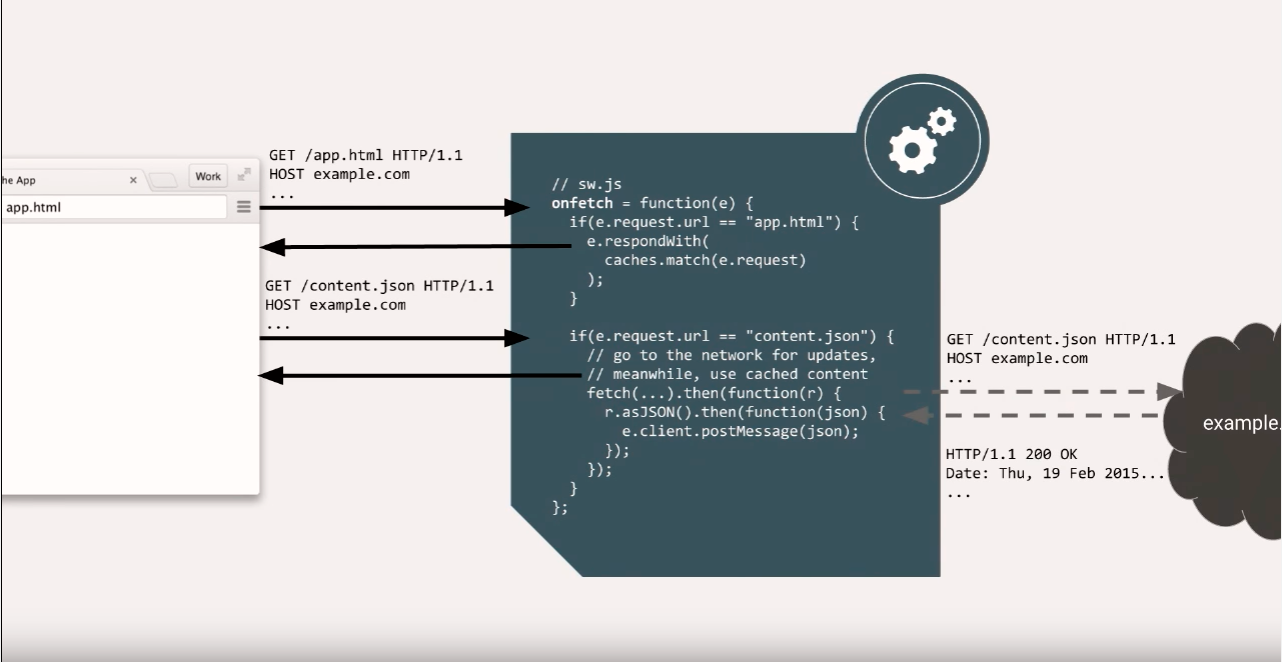 GET /app.html HTTP/1.1
HOST example.com
...
he App
Work
app.html
GET /content.json HTTP/1.1
HOST example.com
...
// sw.js
onfetch = function(e) {
if(e.request.url == "app.html") {
e.respondWith(
caches.match(e.request)
);
}
if(e.request.url == "content.json") {
// go to the network for updates,
// meanwhile, use cached content
fetch(...).then(function(r) {
r.asJSON().then(function(json) {
e.client.postMessage(json);
});
});
}
};
GET /content.json HTTP/1.1
HOST example.com
...
HTTP/1.1 200 OK
Date: Thu, 19 Feb 2015...
...
example.